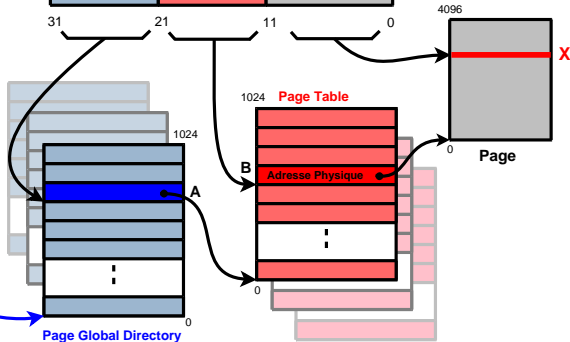 31 21 11 0
4096
X
0
Page
1024
Page Table
B
Adresse Physique
0
1024
A
0
Page Global Directory